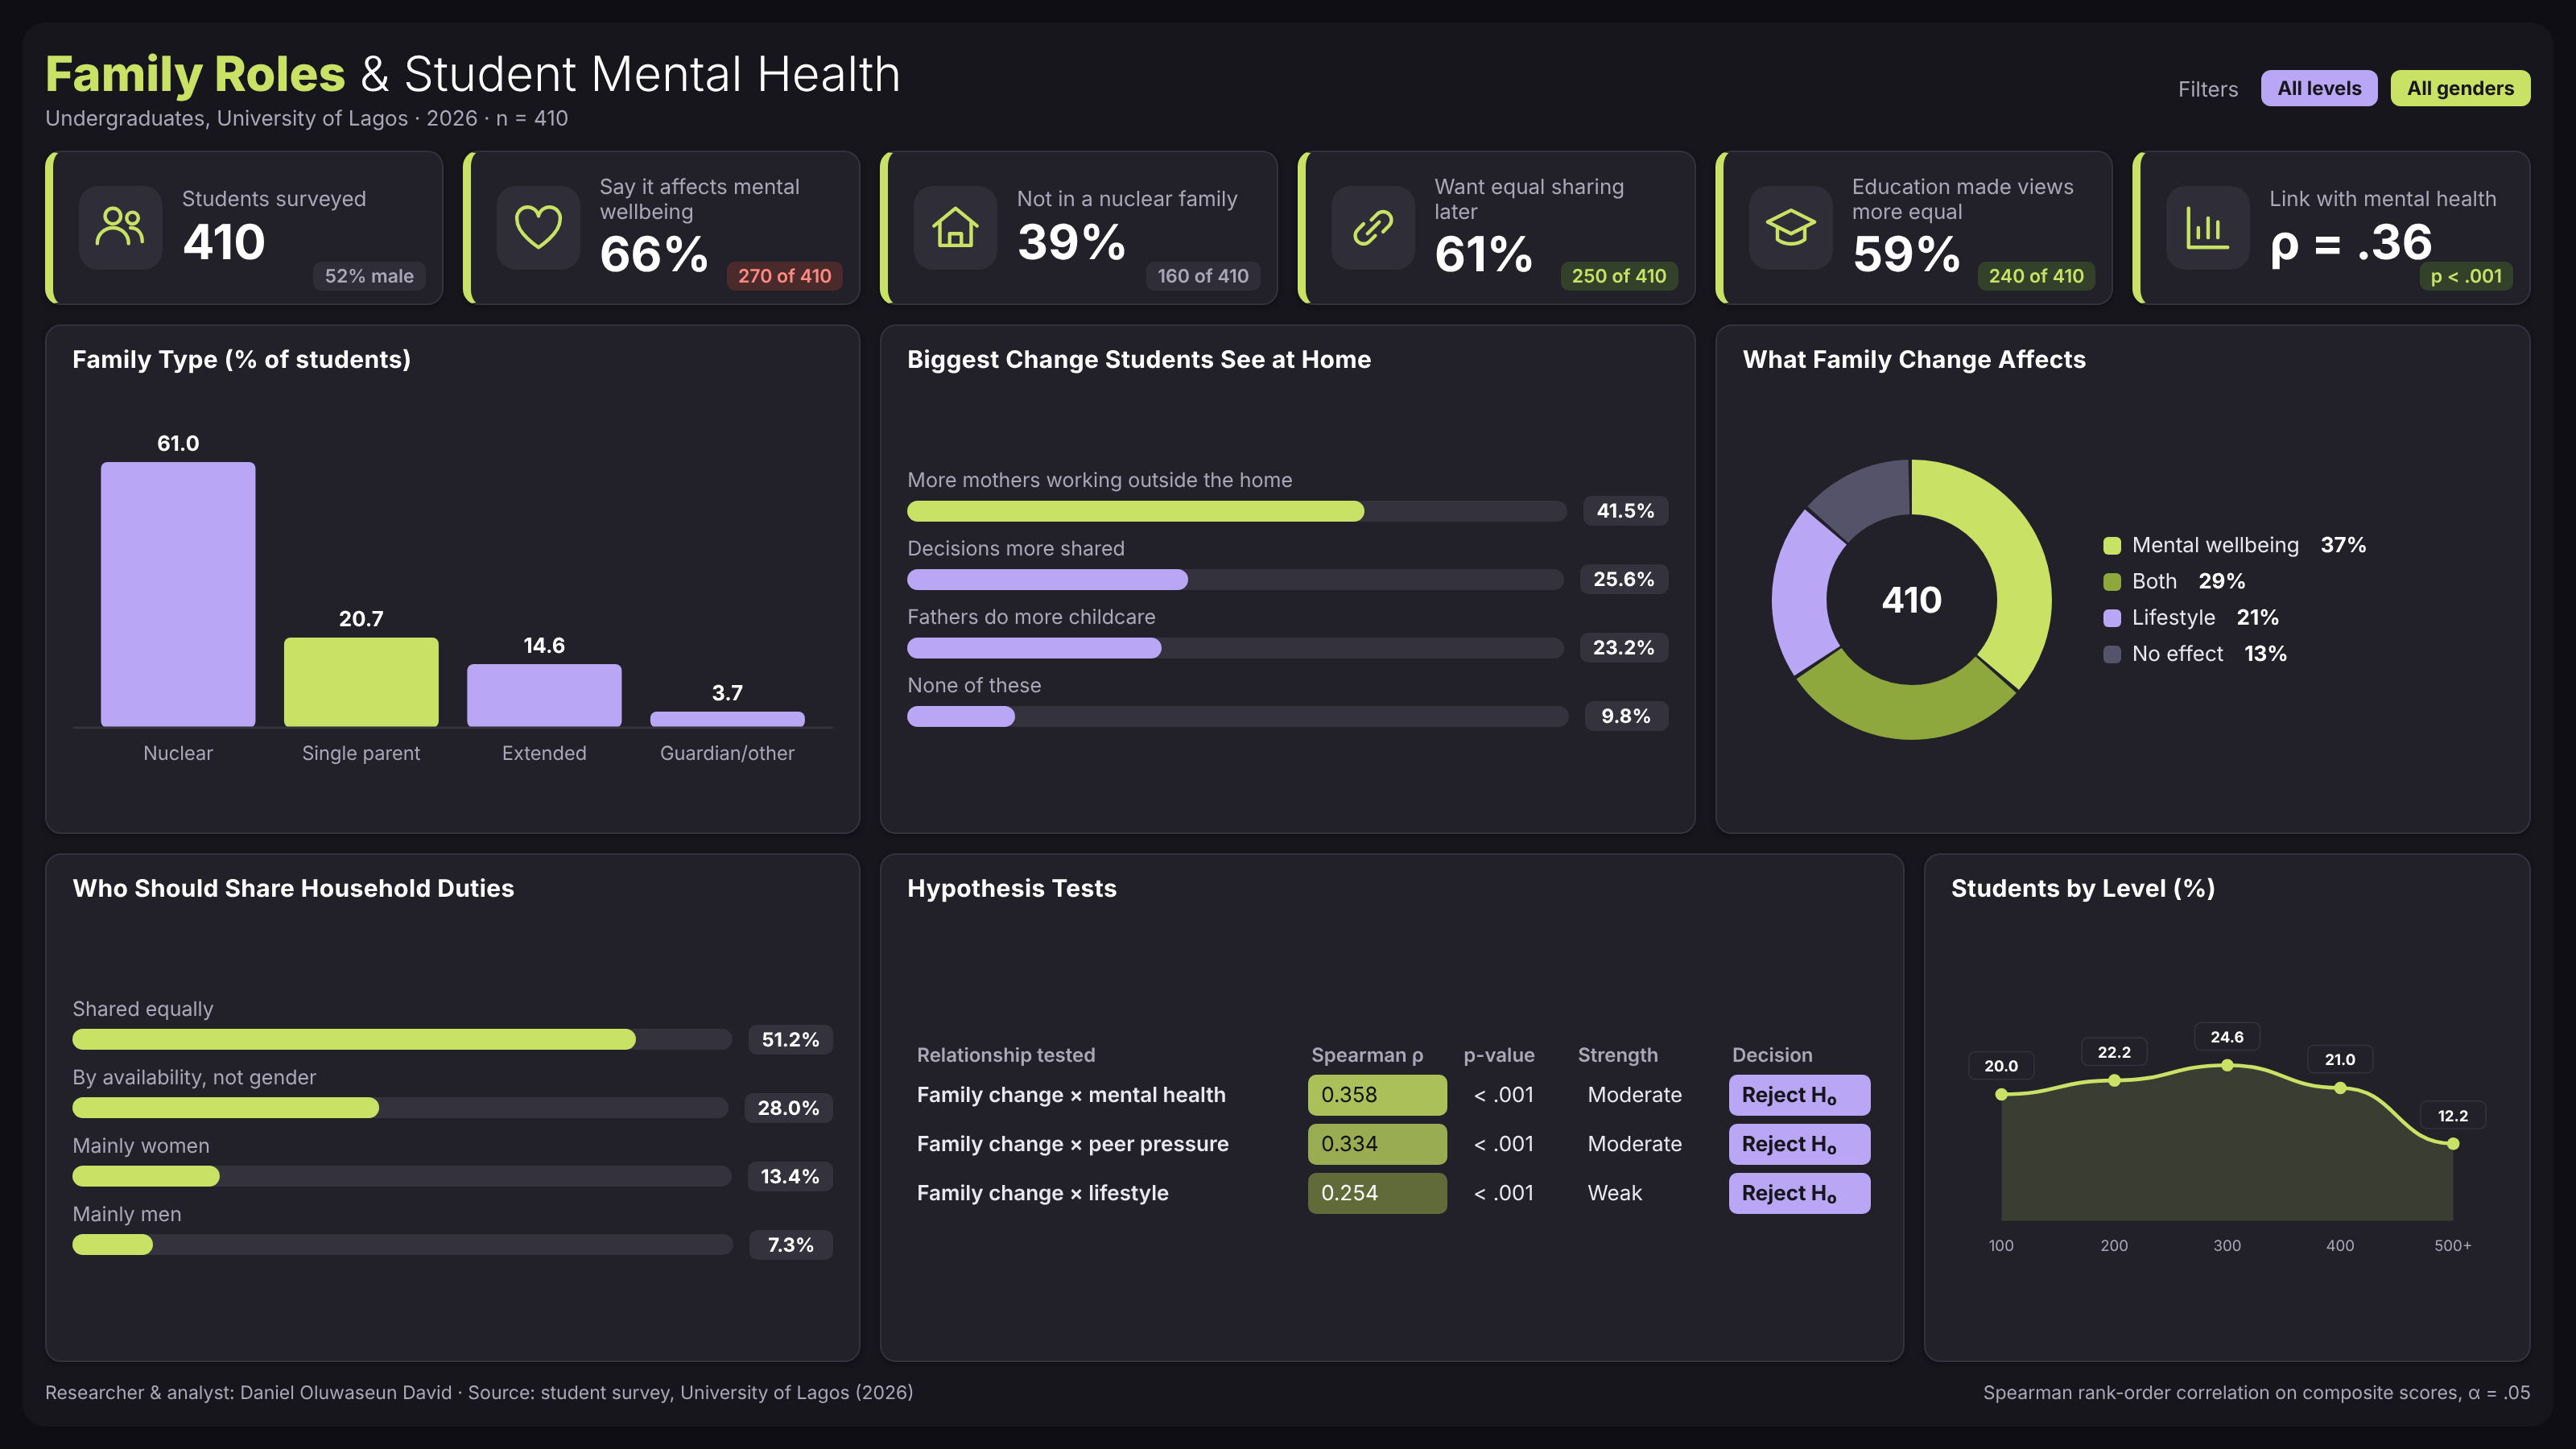 Family Roles & Student Mental Health
Undergraduates, University of Lagos · 2026 · n = 410
Filters
All levels
All genders
Students surveyed
410
52% male
Say it affects mental
wellbeing
66%
270 of 410
Not in a nuclear family
39%
160 of 410
Want equal sharing
later
61%
250 of 410
Education made views
more equal
59%
240 of 410
Link with mental health
ρ = .36
p < .001
Family Type (% of students)
61.0
20.7
14.6
3.7
Nuclear
Single parent
Extended
Guardian/other
Biggest Change Students See at Home
More mothers working outside the home
41.5%
Decisions more shared
25.6%
Fathers do more childcare
23.2%
None of these
9.8%
What Family Change Affects
410
Mental wellbeing 37%
Both 29%
Lifestyle 21%
No effect 13%
Who Should Share Household Duties
Shared equally
51.2%
By availability, not gender
28.0%
Mainly women
13.4%
Mainly men
7.3%
Hypothesis Tests
Relationship tested Spearman ρ p-value Strength Decision
Family change × mental health 0.358 < .001 Moderate Reject H₀
Family change × peer pressure 0.334 < .001 Moderate Reject H₀
Family change × lifestyle 0.254 < .001 Weak Reject H₀
Students by Level (%)
20.0
22.2
24.6
21.0
12.2
100
200
300
400
500+
Researcher & analyst: Daniel Oluwaseun David · Source: student survey, University of Lagos (2026)
Spearman rank-order correlation on composite scores, α = .05